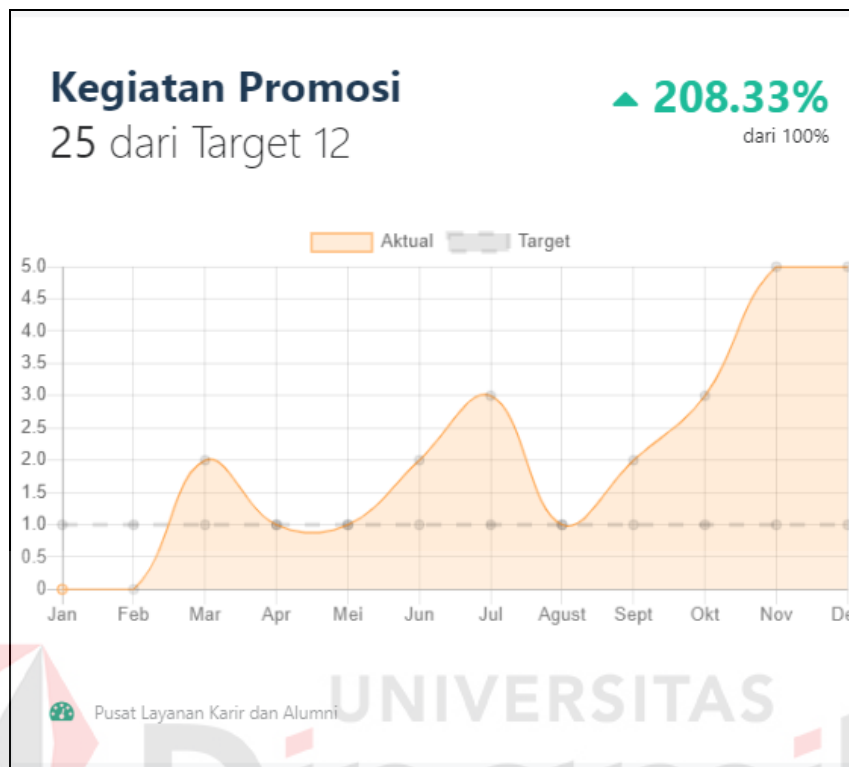 Kegiatan Promosi
25 dari Target 12
208.33%
dari 100%
Aktual Target
5.0
4.5
4.0
3.5
3.0
2.5
2.0
1.5
1.0
0.5
0
Jan Feb Mar Apr Mei Jun Jul Agust Sept Okt Nov
UNIVERSITAS
Pusat Layanan Karir dan Alumni